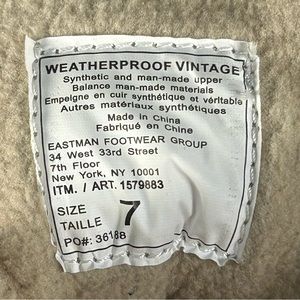 WEATHERPROOF VINTAGE
Synthetic and man-made upper
Balance man-made materials
Empeigne en cuir synthétique et véritable
Autres matériaux synthétiques
Made in China
Fabriqué en Chine
EASTMAN FOOTWEAR GROUP
34 West 33rd Street
7th Floor
New York, NY 10001
ITM. / ART. 1579883
SIZE
TAILLE
7
PO#: 36188